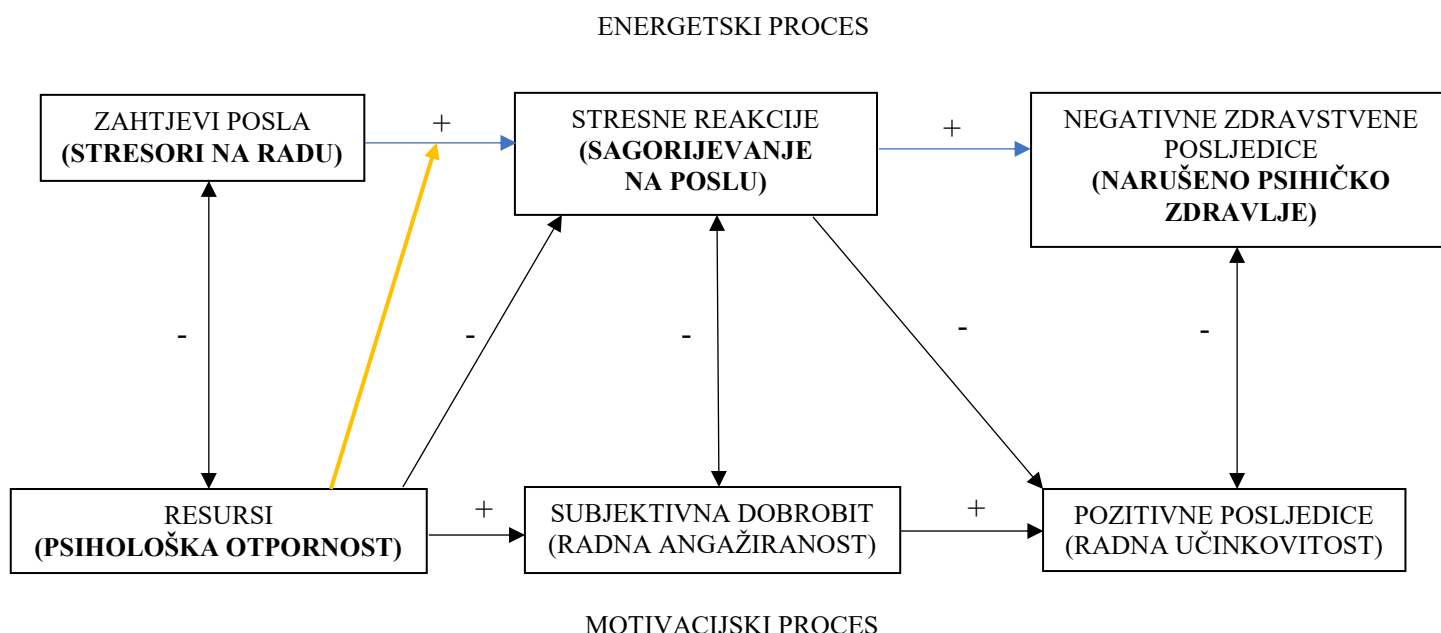 ENERGETSKI PROCES
ZAHTJEVI POSLA
(STRESORI NA RADU)
+
STRESNE REAKCIJE
(SAGORIJEVANJE
NA POSLU)
+
NEGATIVNE ZDRAVSTVENE
POSLJEDICE
(NARUŠENO PSIHIČKO
ZDRAVLJE)
-
-
-
-
-
RESURSI
(PSIHOLOŠKA OTPORNOST)
+
SUBJEKTIVNA DOBROBIT
(RADNA ANGAŽIRANOST)
+
POZITIVNE POSLJEDICE
(RADNA UČINKOVITOST)
MOTIVACIJSKI PROCES